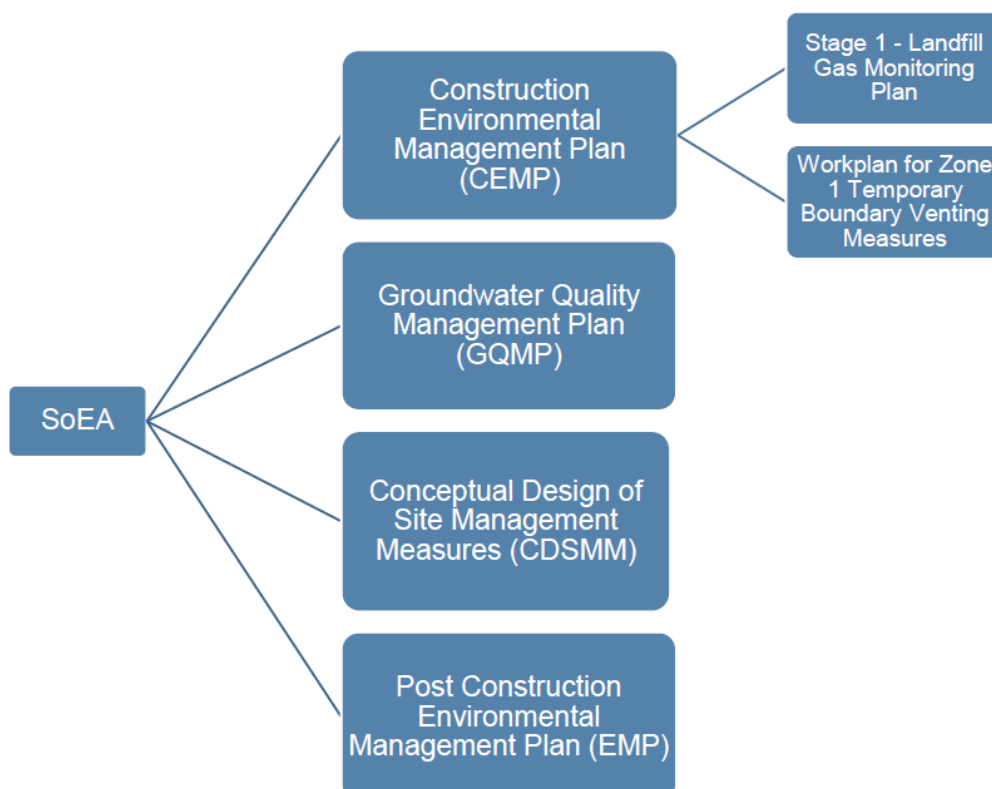 Stage 1 - Landfill
Gas Monitoring
Plan
Construction
Environmental
Management Plan
(CEMP)
Workplan for Zone
1 Temporary
Boundary Venting
Measures
Groundwater Quality
Management Plan
(GQMP)
SoEA
Conceptual Design of
Site Management
Measures (CDSMM)
Post Construction
Environmental
Management Plan (EMP)